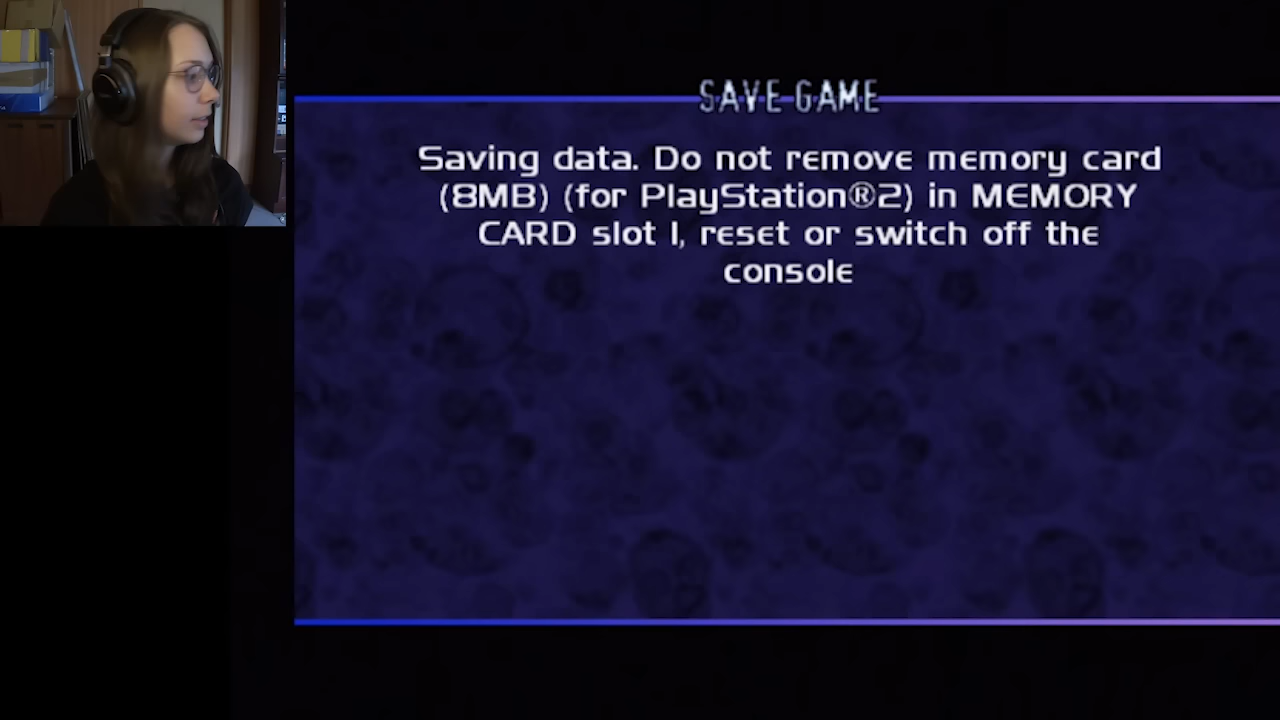 SAVE GAME
Saving data. Do not remove memory card
(8MB) (for PlayStation®2) in MEMORY
CARD slot 1, reset or switch off the
console